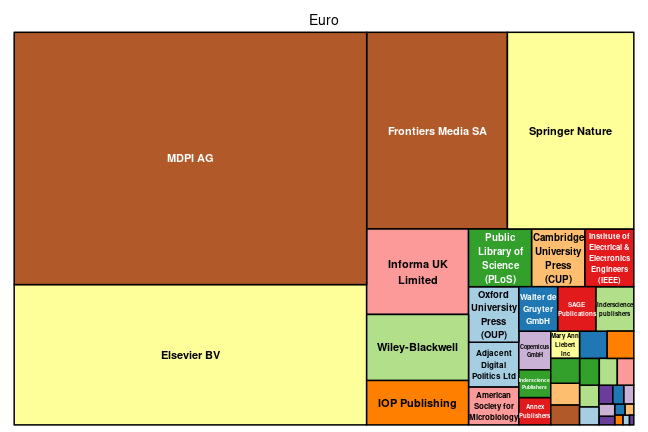 Euro
MDPI AG
Frontiers Media SA
Springer Nature
Elsevier BV
Informa UK
Limited
Wiley-Blackwell
IOP Publishing
Public
Library of
Science
(PLoS)
Cambridge
University
Press
(CUP)
Institute of
Electrical &
Electronics
Engineers
(IEEE)
Oxford
University
Press
(OUP)
Adjacent
Digital
Politics Ltd
American
Society for
Microbiology
Walter de
Gruyter
GmbH
SAGE
Publications
Inderscience
publishers
Copernicus
GmbH
Mary Ann
Liebert
Inc
Inderscience
Publishers
Annex
Publishers